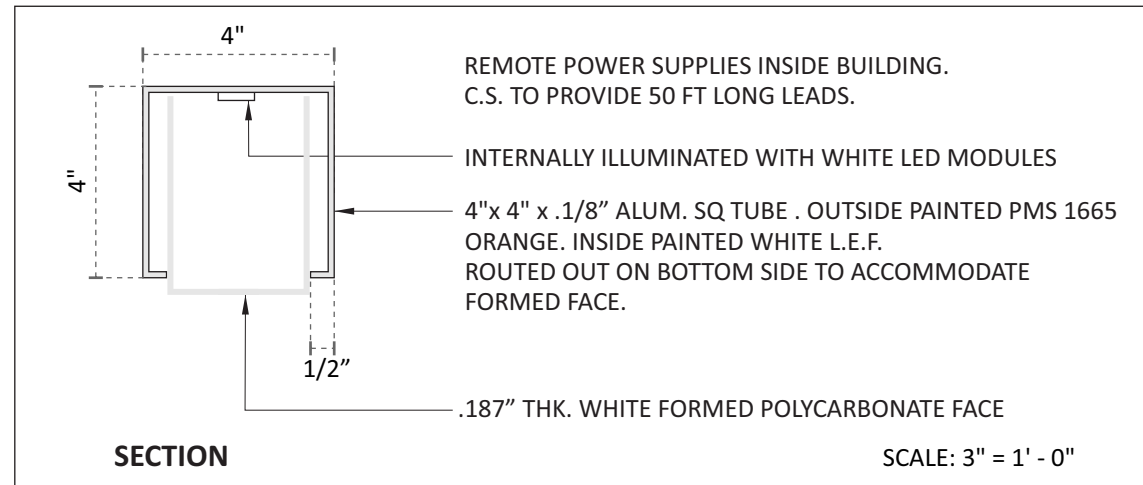 4"
REMOTE POWER SUPPLIES INSIDE BUILDING.
C.S. TO PROVIDE 50 FT LONG LEADS.
INTERNALLY ILLUMINATED WITH WHITE LED MODULES
4"
4"x 4" x .1/8” ALUM. SQ TUBE . OUTSIDE PAINTED PMS 1665
ORANGE. INSIDE PAINTED WHITE L.E.F.
ROUTED OUT ON BOTTOM SIDE TO ACCOMMODATE
FORMED FACE.
1/2”
.187” THK. WHITE FORMED POLYCARBONATE FACE
SECTION
SCALE: 3" = 1' - 0"